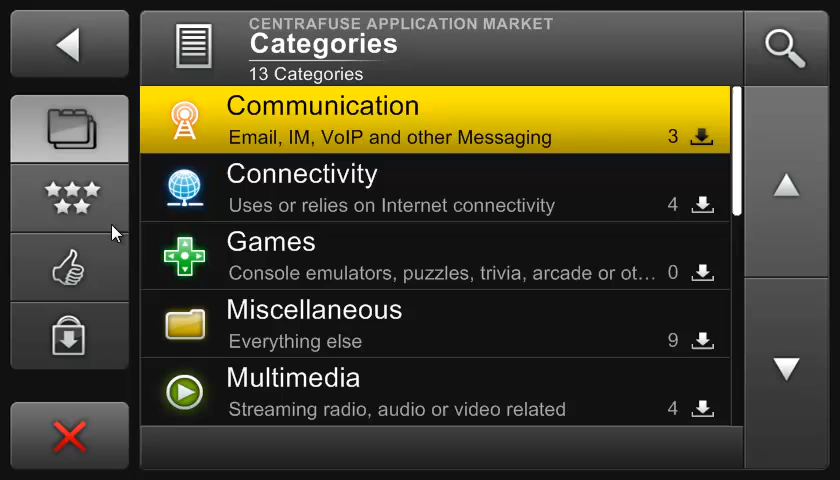 CENTRAFUSE APPLICATION MARKET
Categories
13 Categories
Communication
Email, IM, VoIP and other Messaging 3
Connectivity
Uses or relies on Internet connectivity 4
Games
Console emulators, puzzles, trivia, arcade or ot... 0
Miscellaneous
Everything else 9
Multimedia
Streaming radio, audio or video related 4